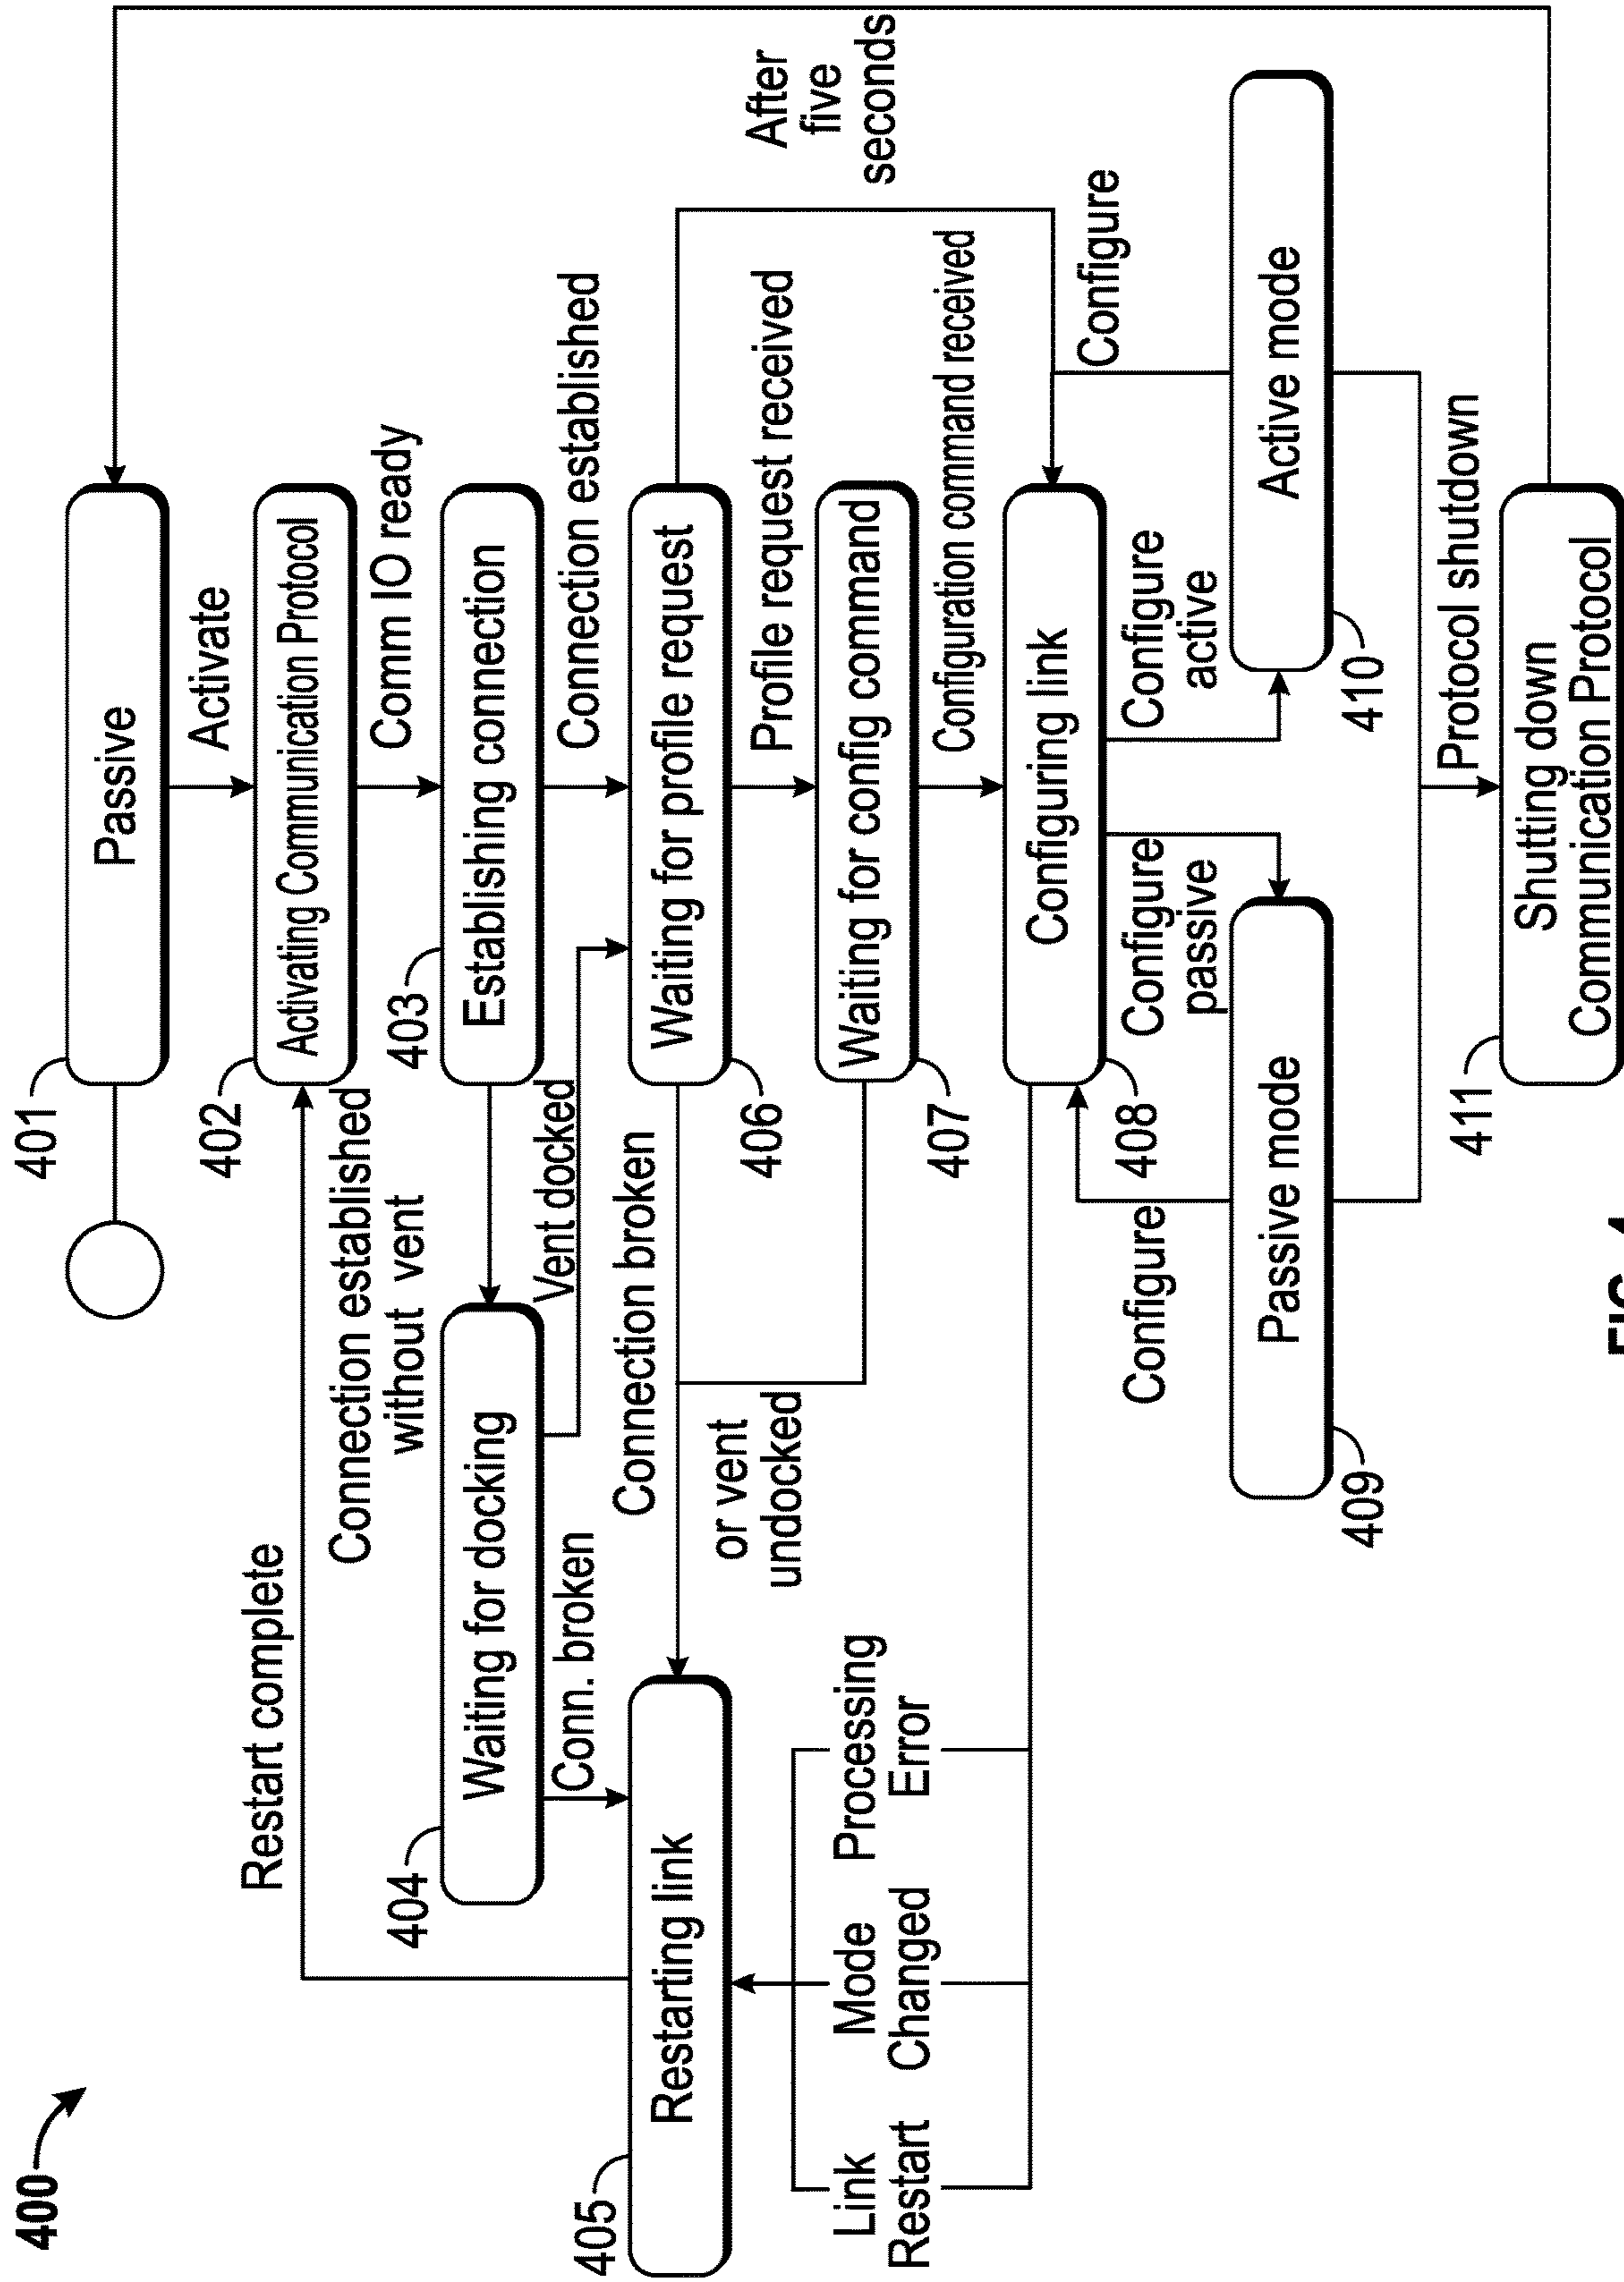 400
401
Passive
Activate
402
Activating Communication Protocol
Restart complete
Comm IO ready
Connection established
without vent
403
Establishing connection
404
Waiting for docking
Vent docked
Conn. broken
Connection established
405
Restarting link
Connection broken
or vent
undocked
406
Waiting for profile request
After
five
seconds
Profile request received
407
Waiting for config command
Configuration command received
Link
Restart
Mode
Changed
Processing
Error
408
Configuring link
Configure
Configure
passive
Configure
active
Configure
409
Passive mode
410
Active mode
Protocol shutdown
411
Shutting down
Communication Protocol